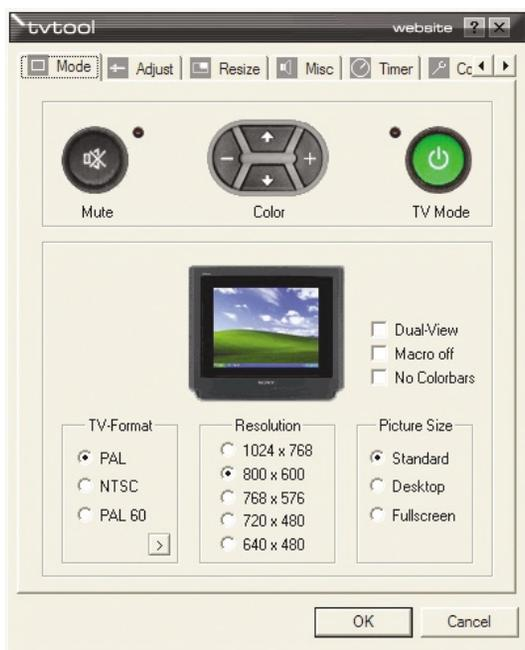 tvtool website ? X
Mode Adjust Resize Misc Timer
Mute Color TV Mode
SONY
Dual-View
Macro off
No Colorbars
TV-Format
PAL
NTSC
PAL 60
>
Resolution
1024 x 768
800 x 600
768 x 576
720 x 480
640 x 480
Picture Size
Standard
Desktop
Fullscreen
OK Cancel